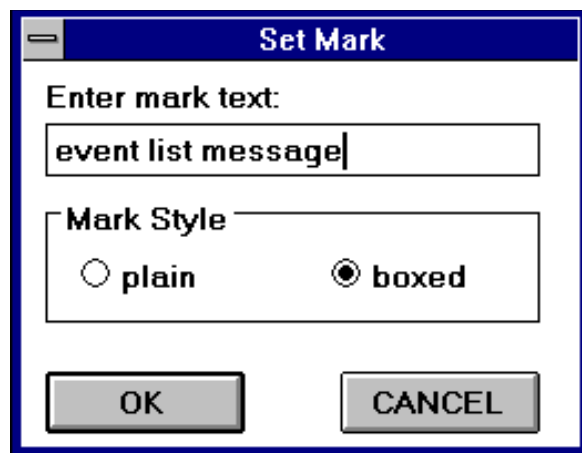 Set Mark
Enter mark text:
event list message
Mark Style
plain boxed
OK CANCEL